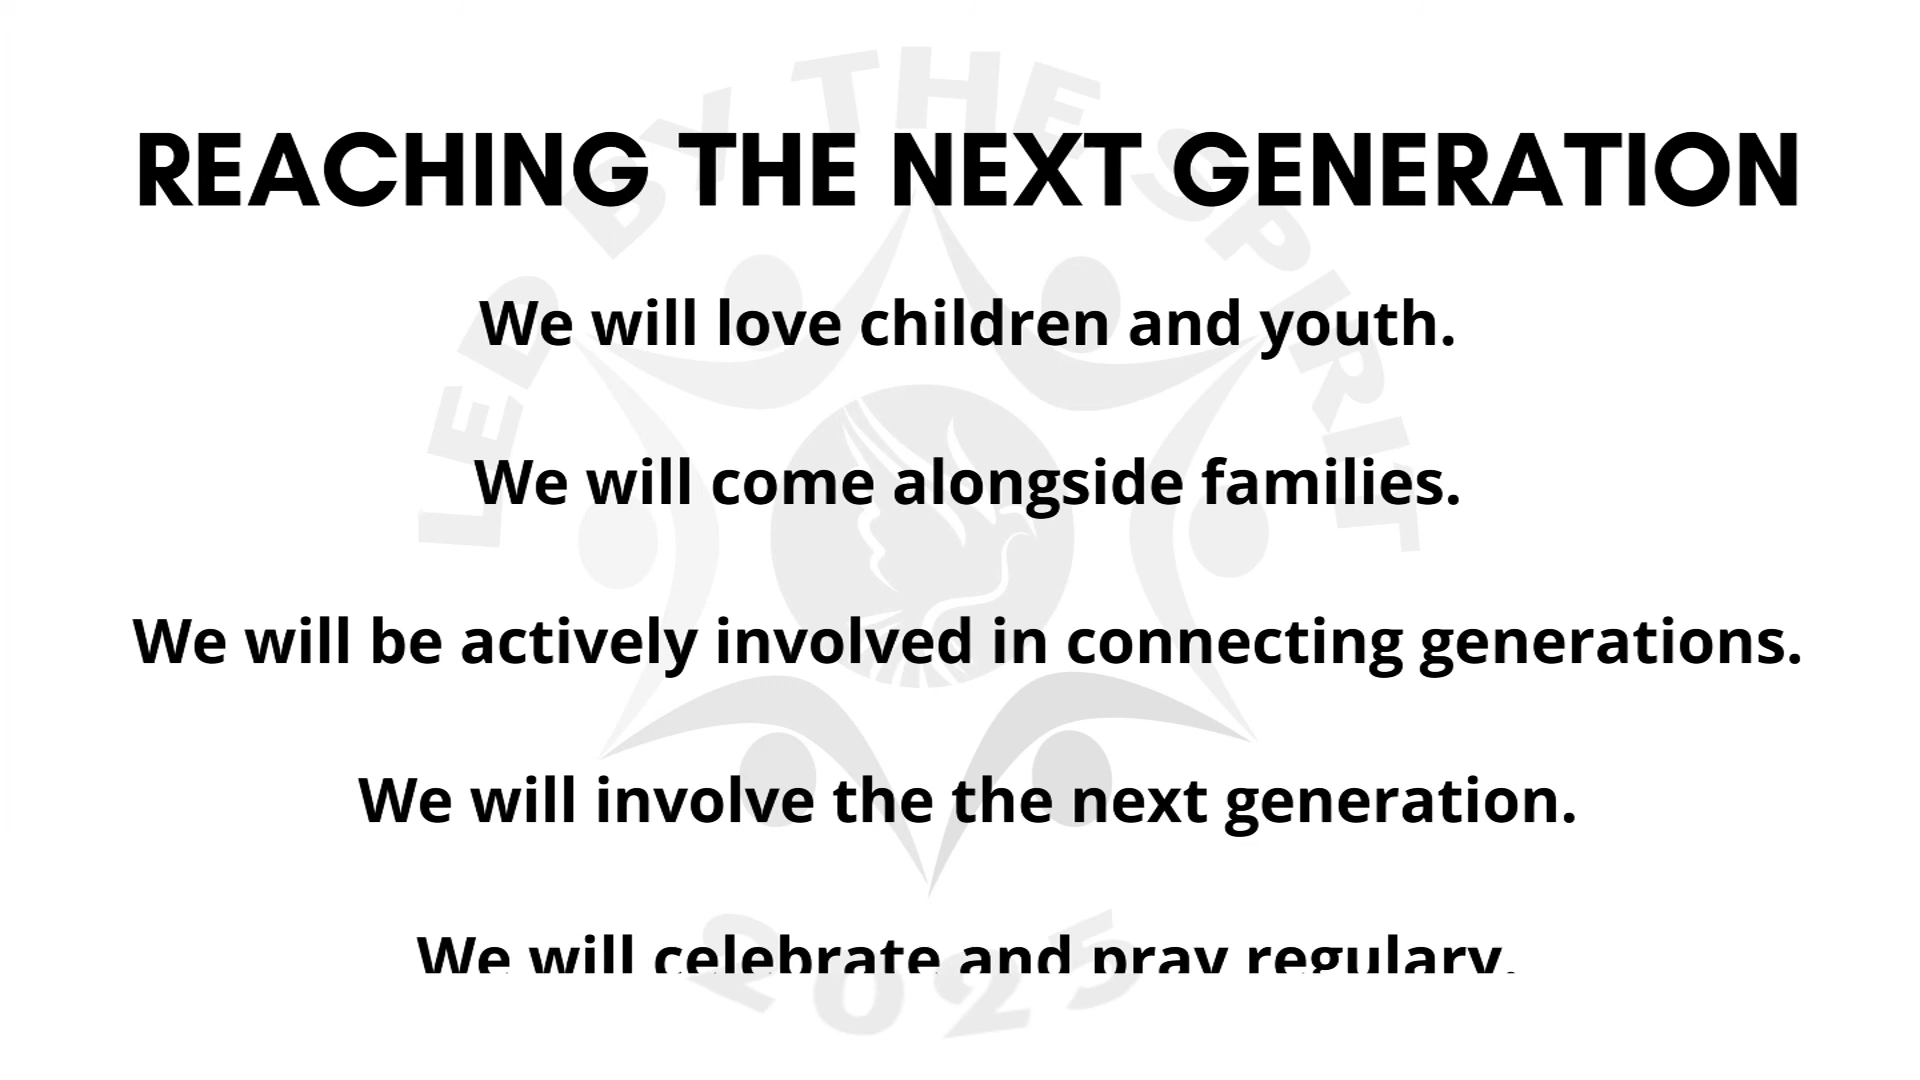 LED BY THE SPIRIT
REACHING THE NEXT GENERATION
We will love children and youth.
We will come alongside families.
We will be actively involved in connecting generations.
We will involve the the next generation.
We will celebrate and pray regulary.
2025